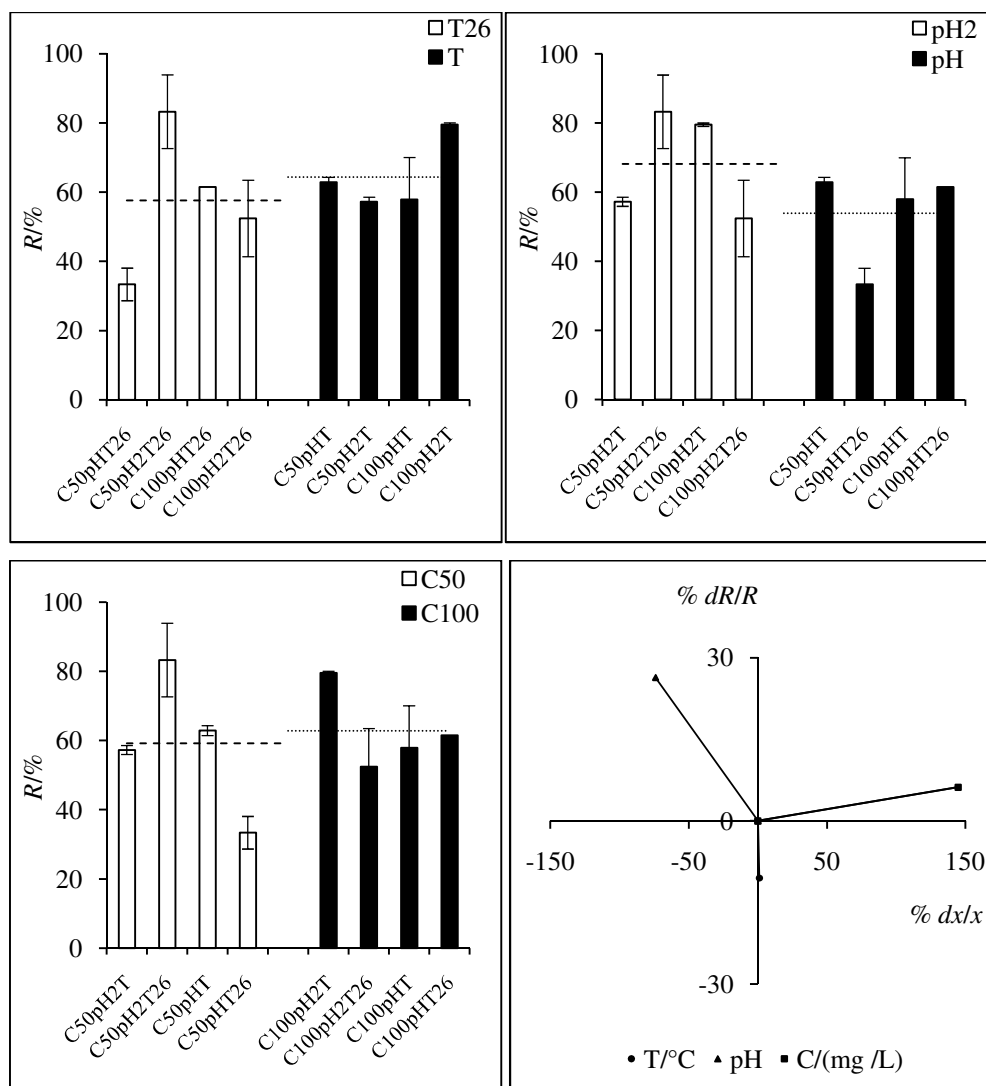 T26
T
100
80
60
40
20
0
R/%
C50pHT26
C50pH2T26
C100pHT26
C100pH2T26
C50pHT
C50pH2T
C100pHT
C100pH2T
pH2
pH
100
80
60
40
20
0
R/%
C50pH2T
C50pH2T26
C100pH2T
C100pH2T26
C50pHT
C50pHT26
C100pHT
C100pHT26
C50
C100
100
80
60
40
20
0
R/%
C50pH2T
C50pH2T26
C50pHT
C50pHT26
C100pH2T
C100pH2T26
C100pHT
C100pHT26
% dR/R
30
0
-150 -50 50 150
% dx/x
-30
T/°C pH C/(mg /L)